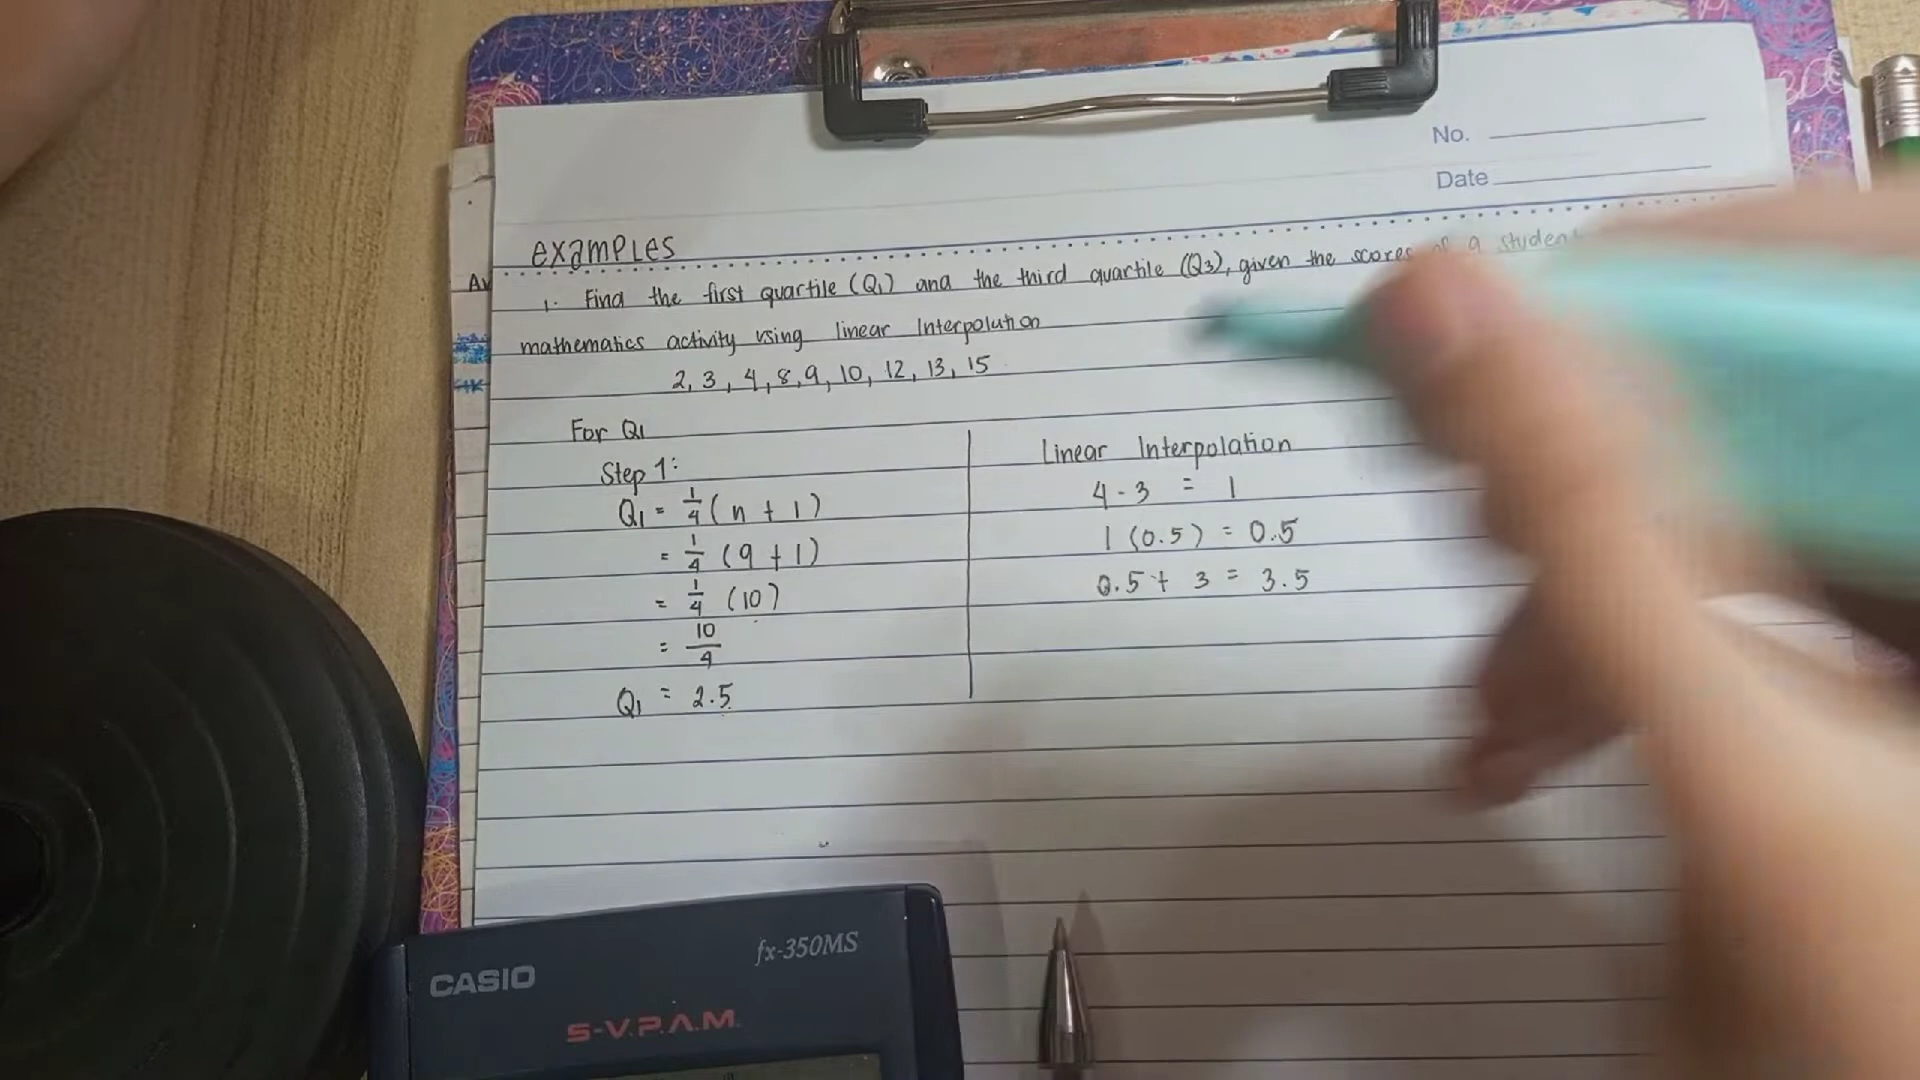 No.
Date
examples
1. Find the first quartile (Q1) and the third quartile (Q3), given the scores of 9 student
mathematics activity using linear Interpolation
2, 3, 4, 8, 9, 10, 12, 13, 15
For Q1
Step 1:
Q1 = 1/4 (n + 1)
= 1/4 (9 + 1)
= 1/4 (10)
= 10/4
Q1 = 2.5
Linear Interpolation
4 - 3 = 1
1 (0.5) = 0.5
0.5 + 3 = 3.5
CASIO
fx-350MS
S-V.P.A.M.